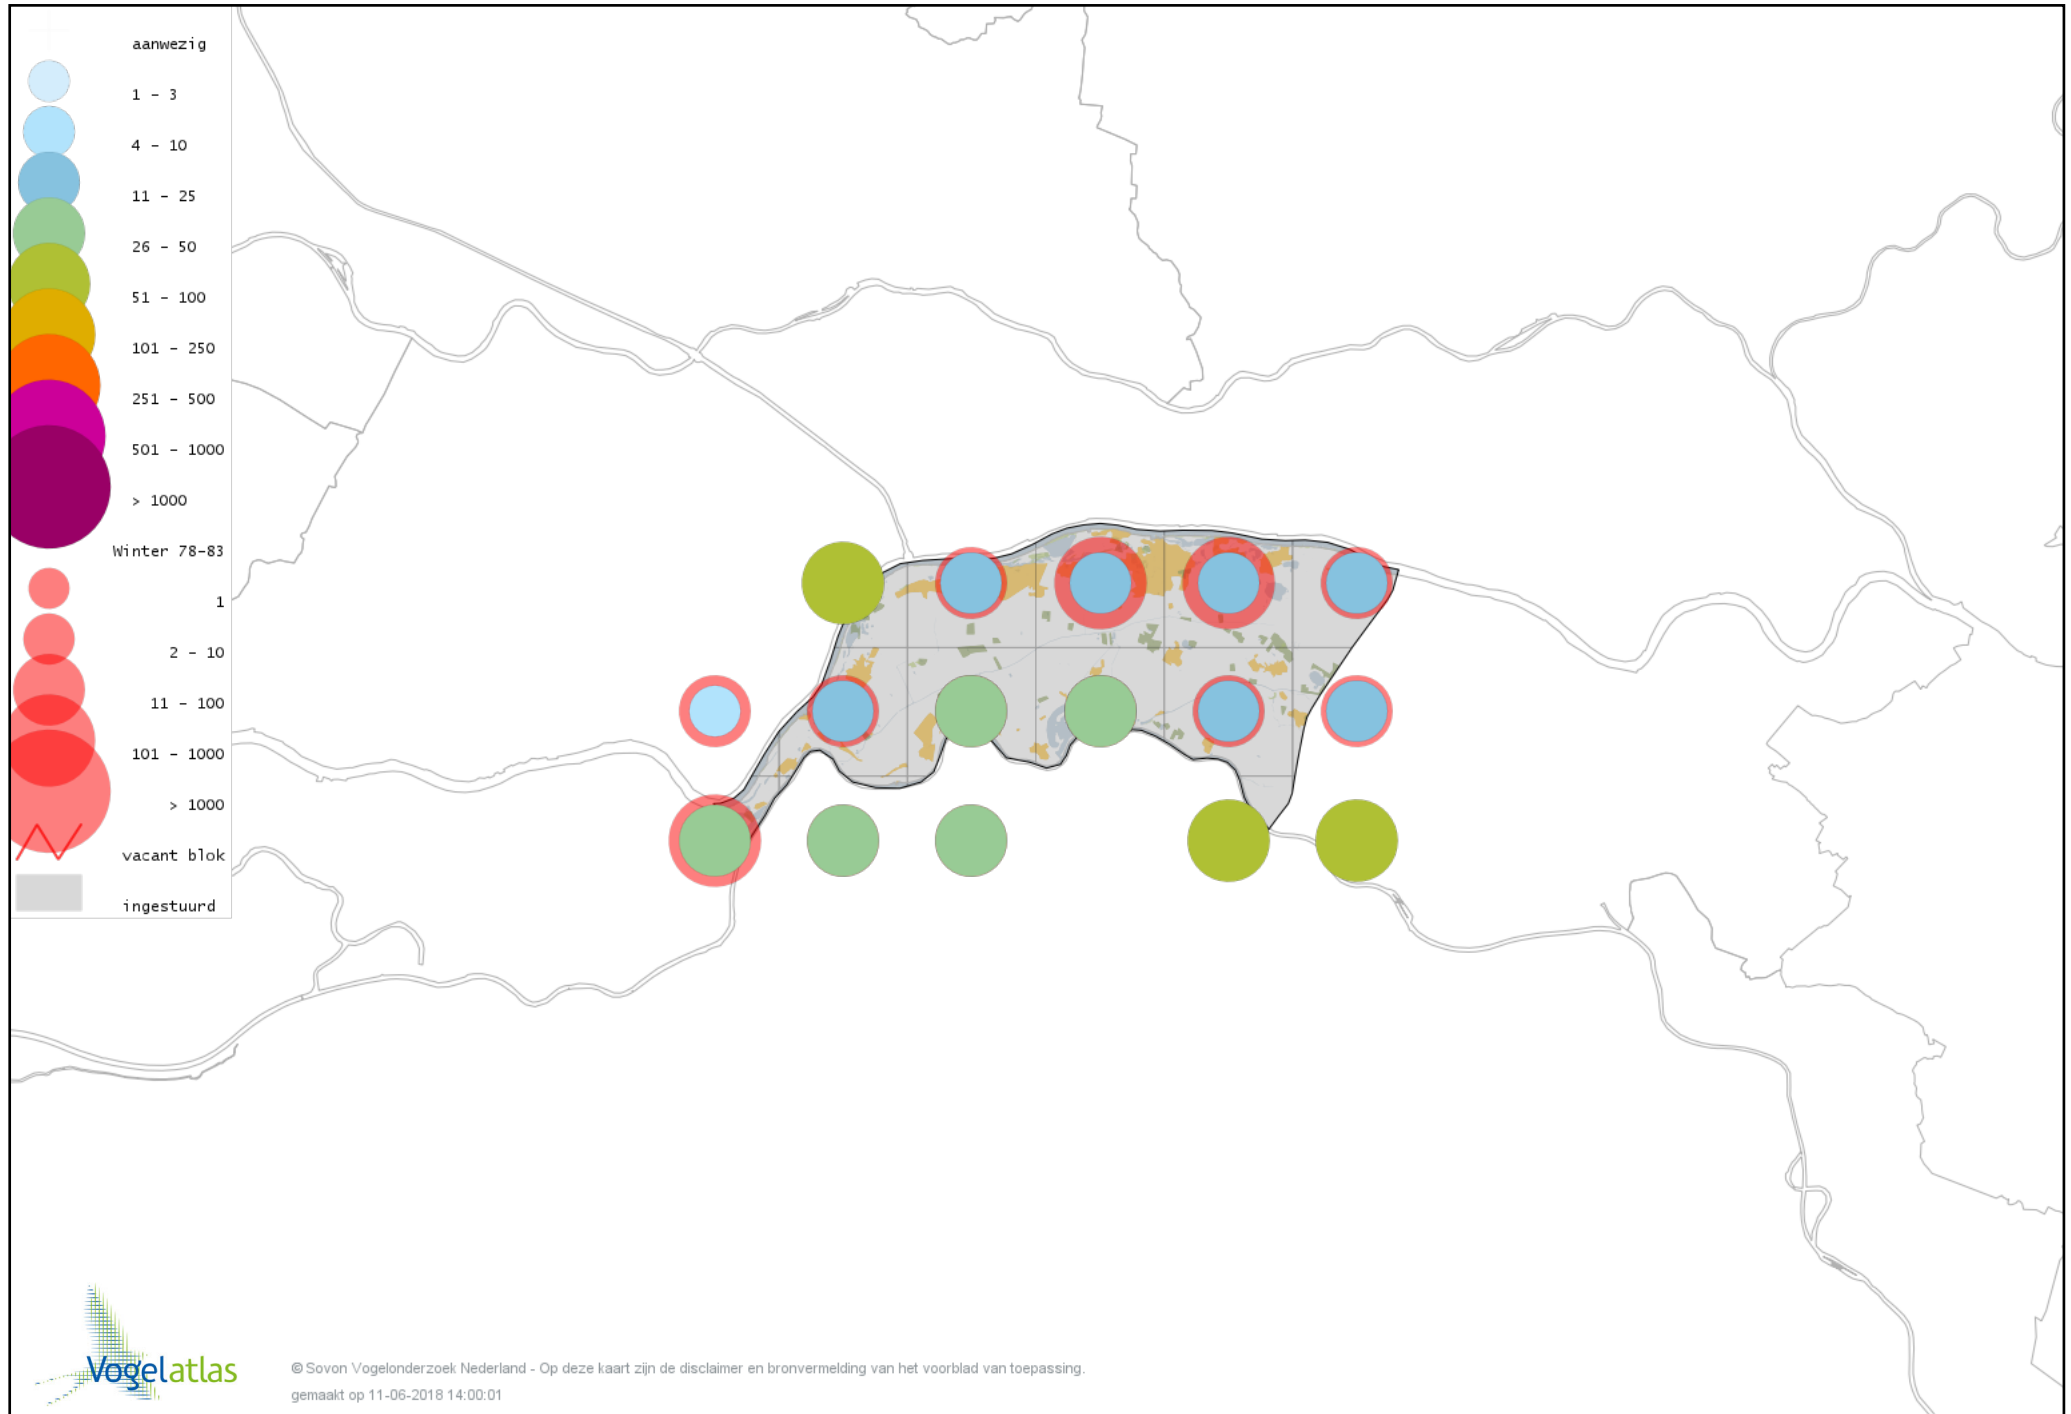 aanwezig
1 - 3
4 - 10
11 - 25
26 - 50
51 - 100
101 - 250
251 - 500
501 - 1000
> 1000
Winter 78-83
1
2 - 10
11 - 100
101 - 1000
> 1000
vacant blok
ingestuurd
Vogelatlas
© Sovon Vogelonderzoek Nederland - Op deze kaart zijn de disclaimer en bronvermelding van het voorblad van toepassing.
gemaakt op 11-06-2018 14:00:01